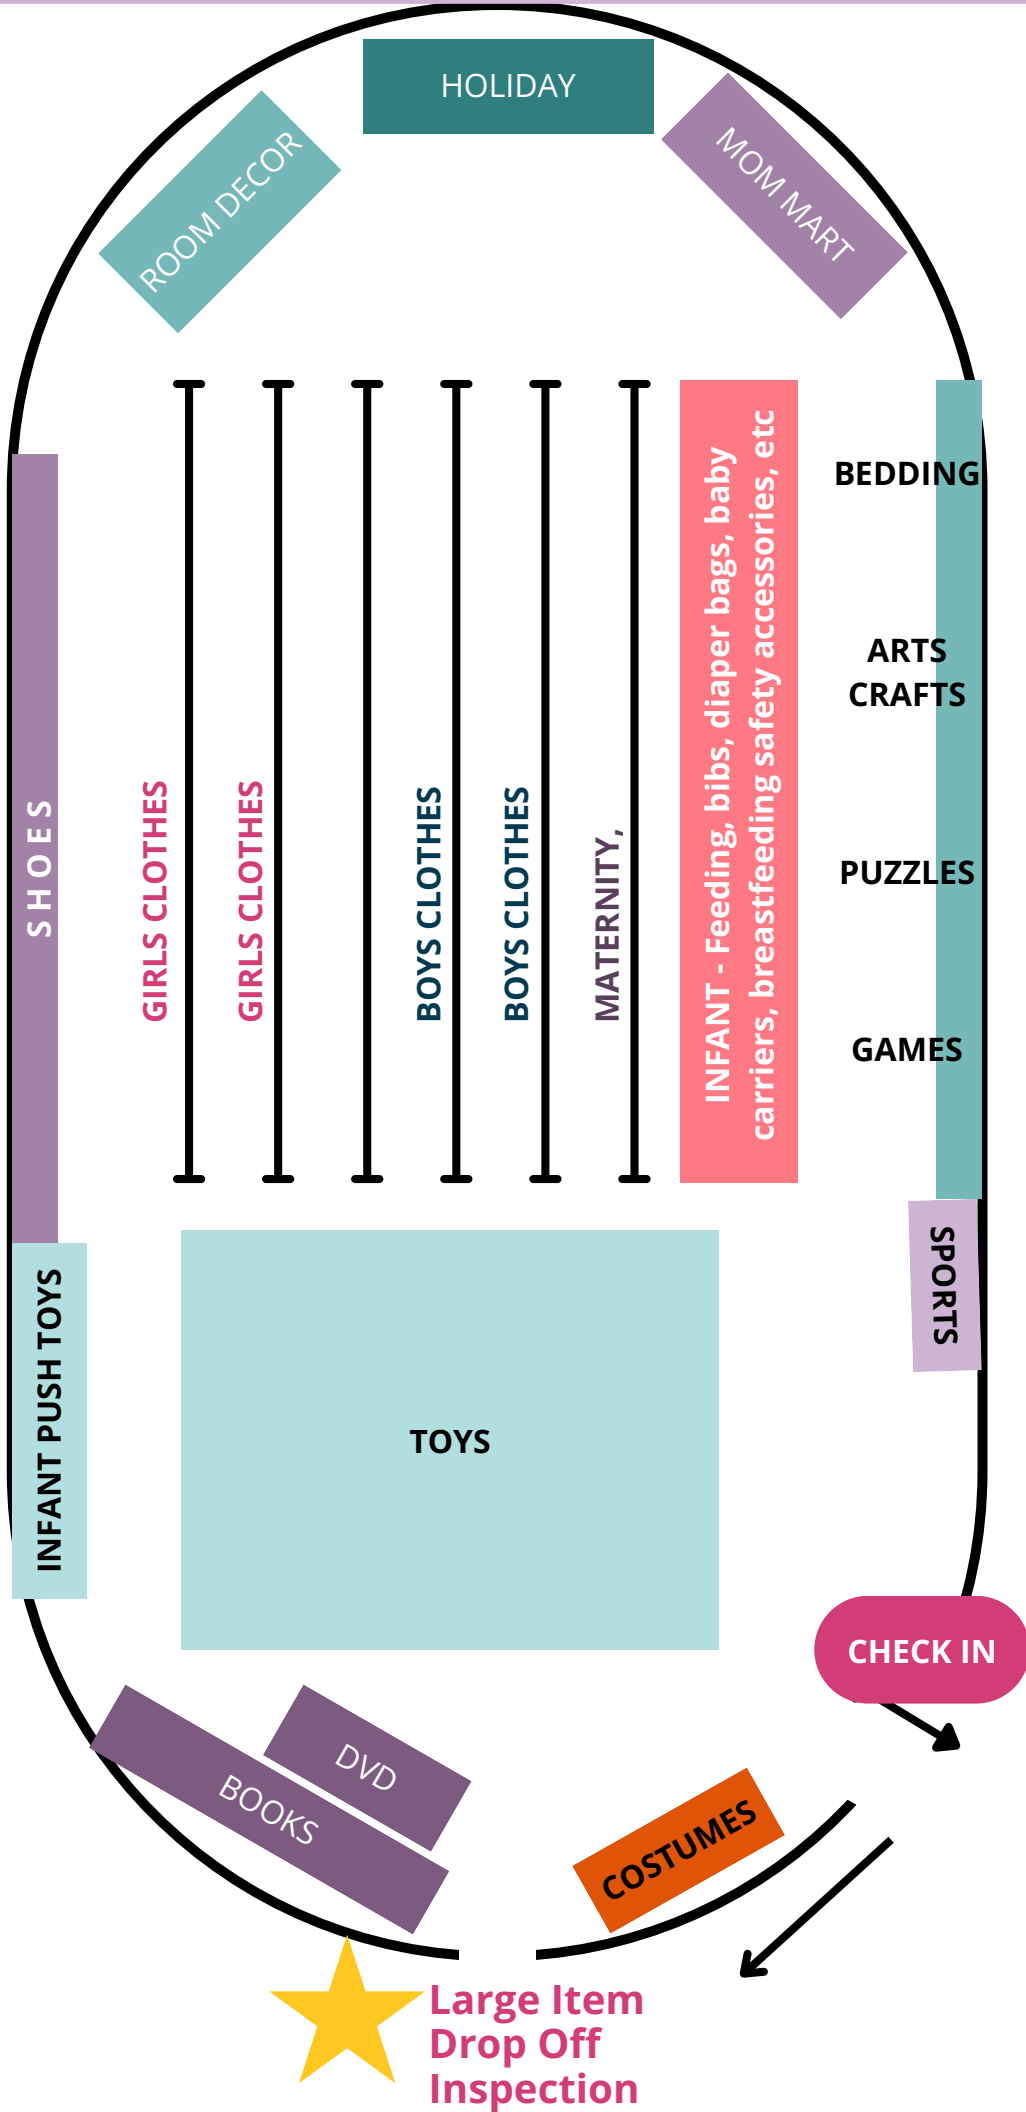 HOLIDAY
ROOM DECOR
MOM MART
BEDDING
ARTS
CRAFTS
PUZZLES
GAMES
SHOES
GIRLS CLOTHES
GIRLS CLOTHES
BOYS CLOTHES
BOYS CLOTHES
MATERNITY,
INFANT - Feeding, bibs, diaper bags, baby
carriers, breastfeeding safety accessories, etc
SPORTS
INFANT PUSH TOYS
TOYS
CHECK IN
DVD
BOOKS
COSTUMES
Large Item
Drop Off
Inspection